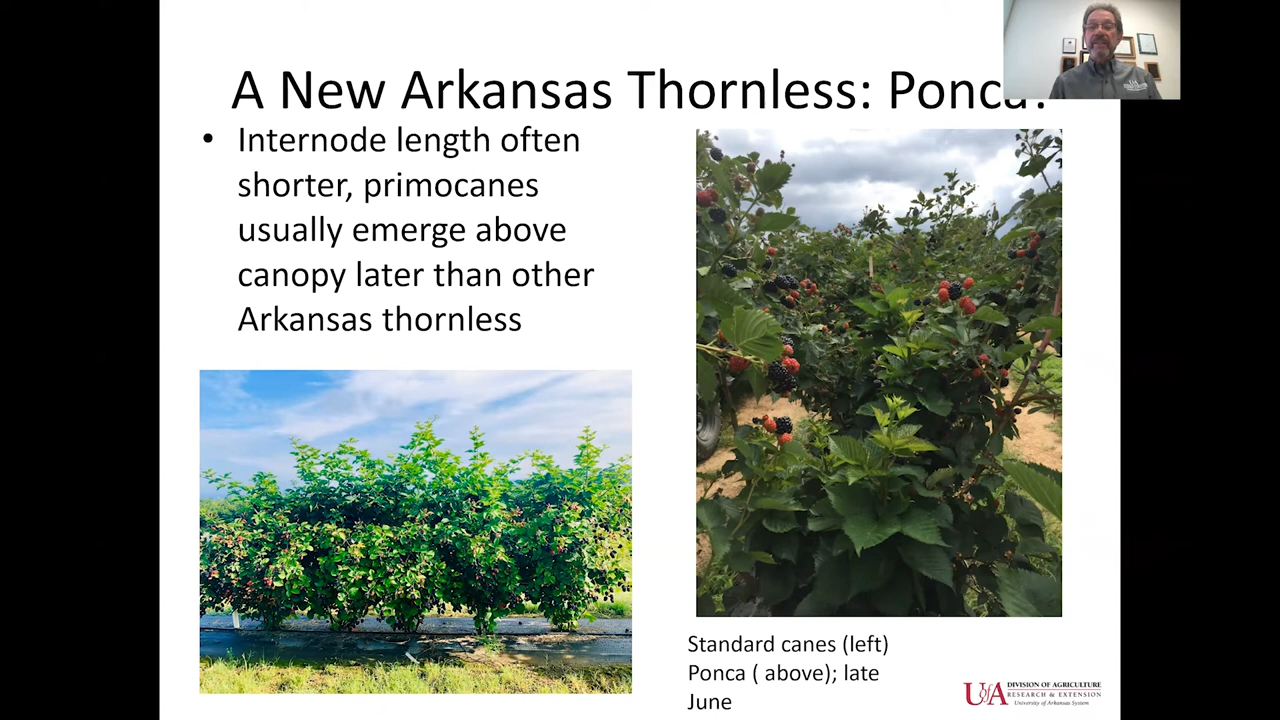 A New Arkansas Thornless: Ponca!
• Internode length often
shorter, primocanes
usually emerge above
canopy later than other
Arkansas thornless
Standard canes (left)
Ponca ( above); late
June
UofA DIVISION OF AGRICULTURE
RESEARCH & EXTENSION
University of Arkansas System